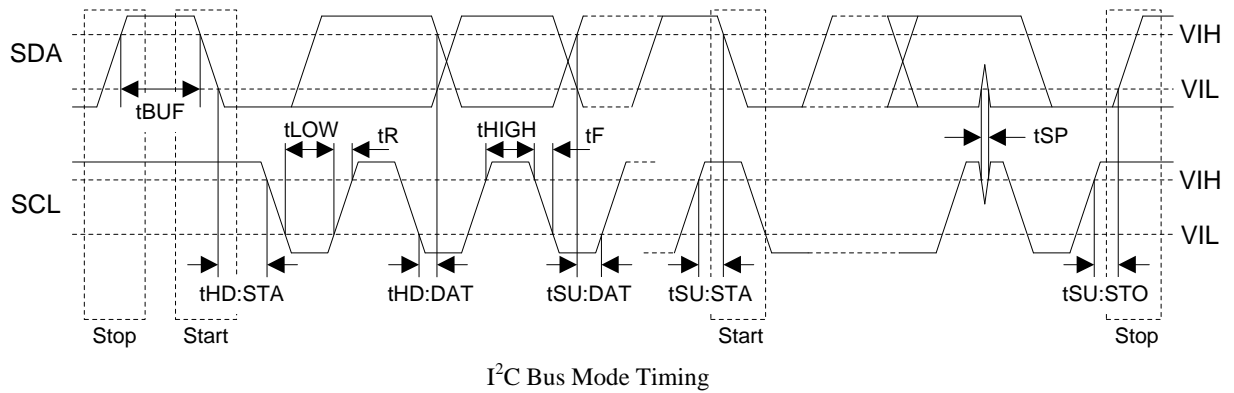 SDA
VIH
VIL
tBUF
tLOW
tR
tHIGH
tF
tSP
SCL
VIH
VIL
tHD:STA
tHD:DAT
tSU:DAT
tSU:STA
tSU:STO
Stop
Start
Start
Stop
I²C Bus Mode Timing